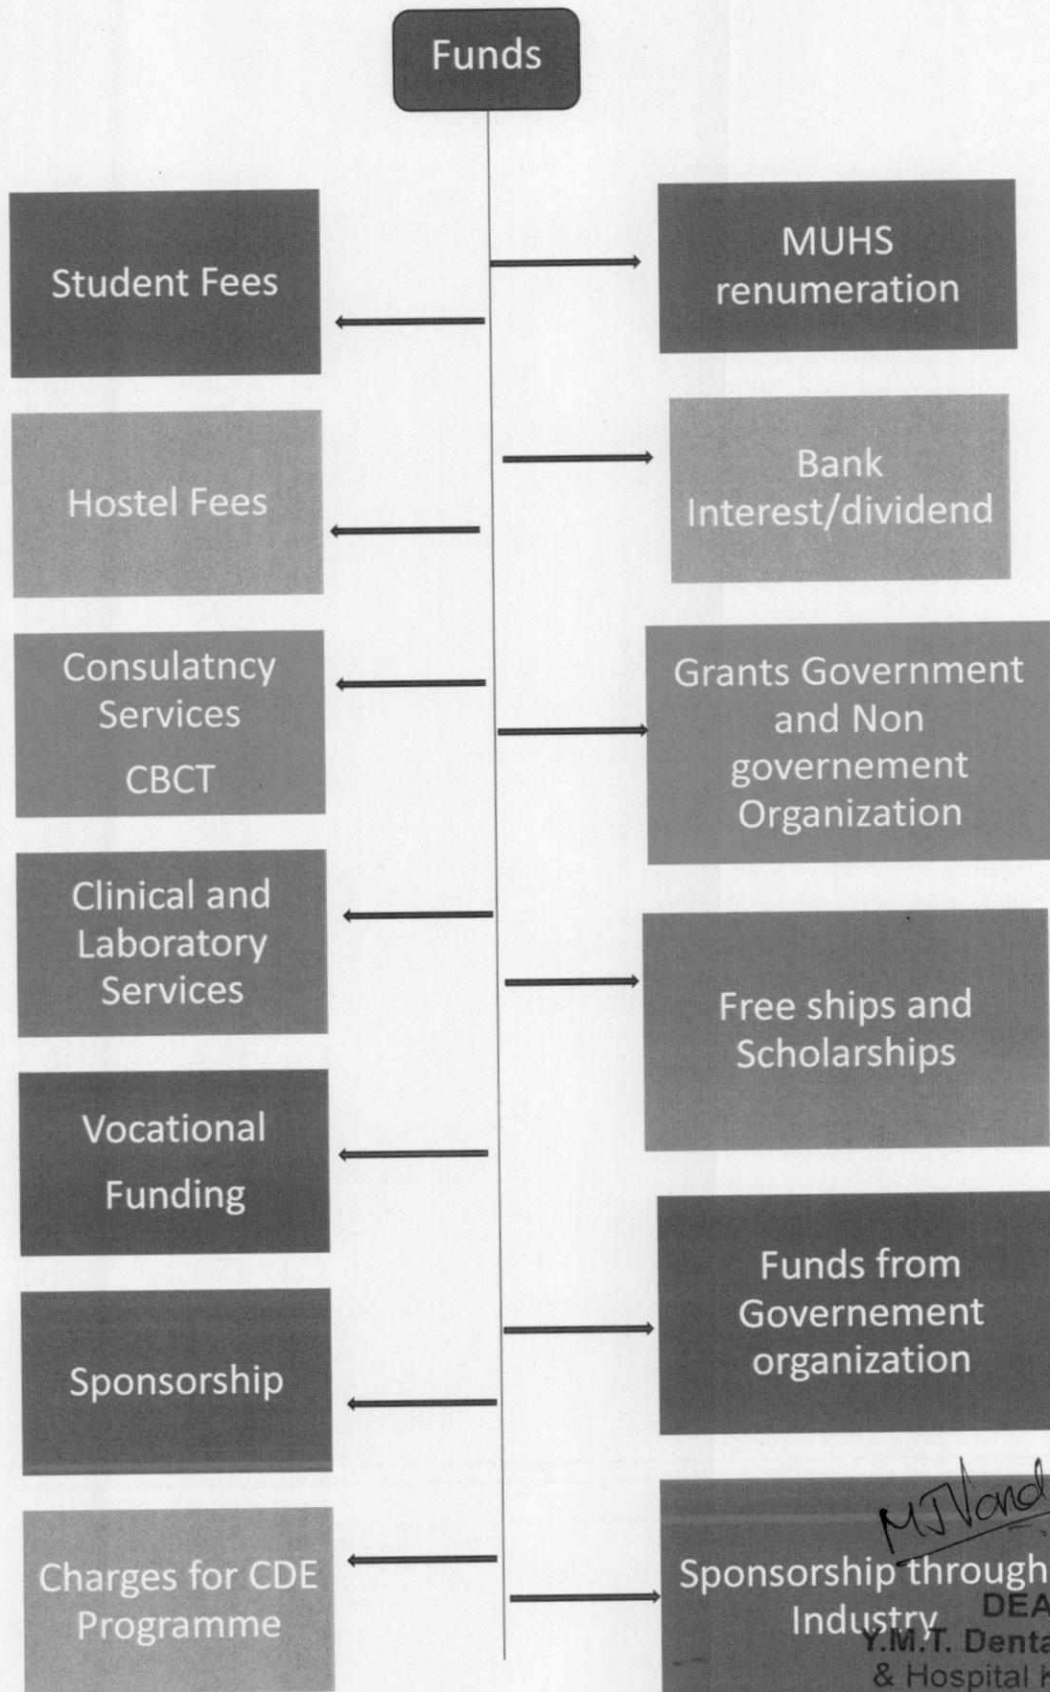 Funds
Student Fees
Hostel Fees
Consulatncy
Services
CBCT
Clinical and
Laboratory
Services
Vocational
Funding
Sponsorship
Charges for CDE
Programme
MUHS
renumeration
Bank
Interest/dividend
Grants Government
and Non
governement
Organization
Free ships and
Scholarships
Funds from
Governement
organization
Sponsorship through
Industry
DEA
Y.M.T. Denta
& Hospital K